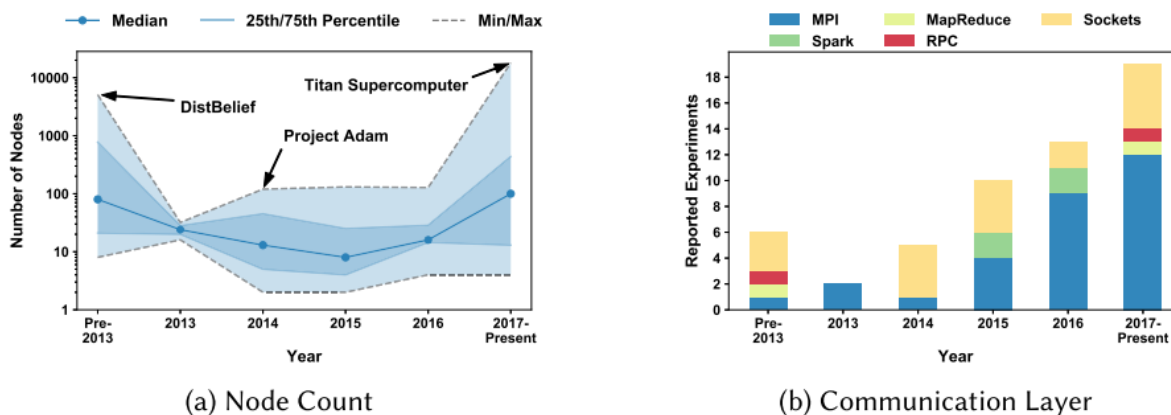 Median 25th/75th Percentile Min/Max
10000
1000
100
10
1
Number of Nodes
DistBelief
Project Adam
Titan Supercomputer
Pre-
2013 2013 2014 2015 2016 2017-
Present
Year
(a) Node Count
MPI MapReduce Sockets
Spark RPC
18
16
14
12
10
8
6
4
2
0
Reported Experiments
Pre-
2013 2013 2014 2015 2016 2017-
Present
Year
(b) Communication Layer